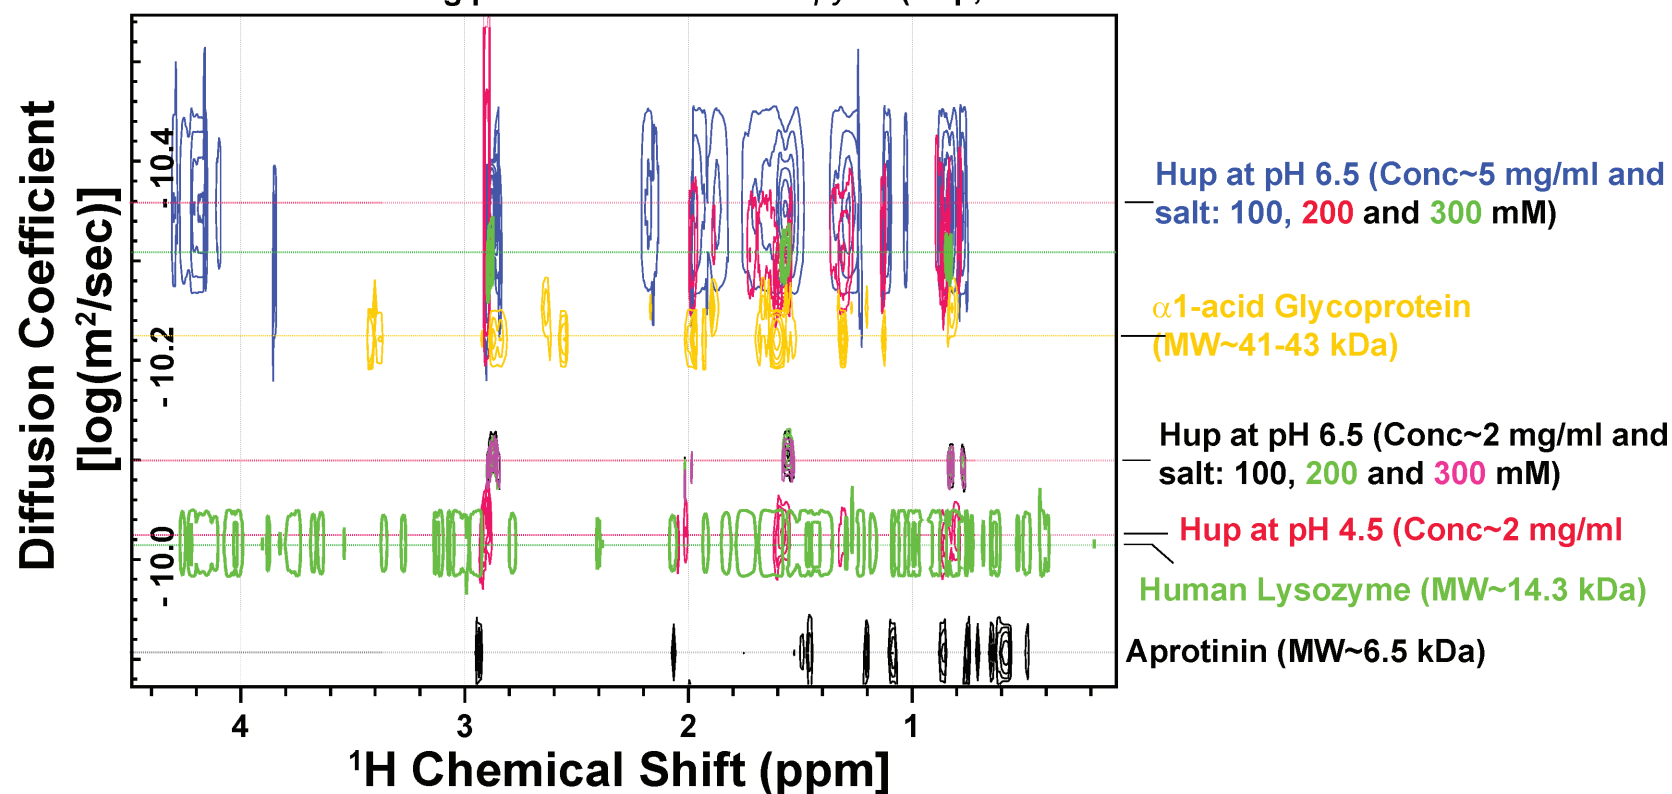 Diffusion Coefficient
[log(m²/sec)]
- 10.4
- 10.2
- 10.0
4 3 2 1
¹H Chemical Shift (ppm]
Hup at pH 6.5 (Conc~5 mg/ml and
salt: 100, 200 and 300 mM)
α1-acid Glycoprotein
(MW~41-43 kDa)
Hup at pH 6.5 (Conc~2 mg/ml and
salt: 100, 200 and 300 mM)
Hup at pH 4.5 (Conc~2 mg/ml
Human Lysozyme (MW~14.3 kDa)
Aprotinin (MW~6.5 kDa)